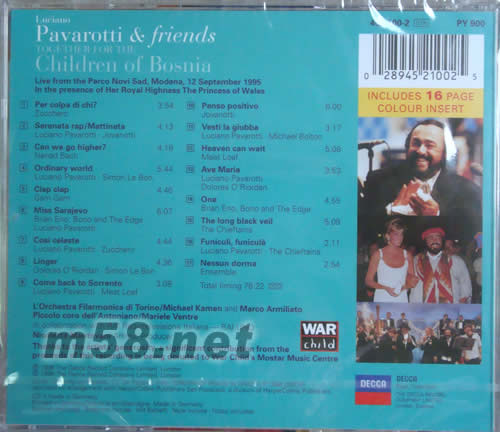 Luciano
Pavarotti & friends
TOGETHER FOR THE
Children of Bosnia
Live from the Parco Novi Sad, Modena, 12 September 1995
In the presence of Her Royal Highness The Princess of Wales
1 Per colpa di chi? 3.54
Zucchero
2 Serenata rap/Mattinata 4.13
Luciano Pavarotti · Jovanotti
3 Can we go higher? 4.18
Nenad Bach
4 Ordinary world 5.44
Luciano Pavarotti · Simon Le Bon
5 Clap clap 4.46
Gam Gam
6 Miss Sarajevo 6.07
Brian Eno, Bono and The Edge
Luciano Pavarotti
7 Così celeste 4.44
Luciano Pavarotti · Zucchero
8 Linger 4.36
Dolores O'Riordan · Simon Le Bon
9 Come back to Sorrento 3.08
Luciano Pavarotti · Meat Loaf
10 Penso positivo 6.00
Jovanotti
11 Vesti la giubba 3.17
Luciano Pavarotti · Michael Bolton
12 Heaven can wait 5.08
Meat Loaf
13 Ave Maria
Luciano Pavarotti
Dolores O'Riordan
14 One
Brian Eno, Bono and The Edge
15 The long black veil 5.09
The Chieftains
16 Funiculì, funiculà 2.11
Luciano Pavarotti · The Chieftains
17 Nessun dorma 2.54
Ensemble
Total timing 76.22
L'Orchestra Filarmonica di Torino/Michael Kamen and Marco Armiliato
Piccolo coro dell'Antoniano/Mariele Ventre
m58.net
War Child's Mostar Music Centre
WAR
child
PY 900
0 28945 21002 5
INCLUDES 16 PAGE
COLOUR INSERT
DECCA
DECCA